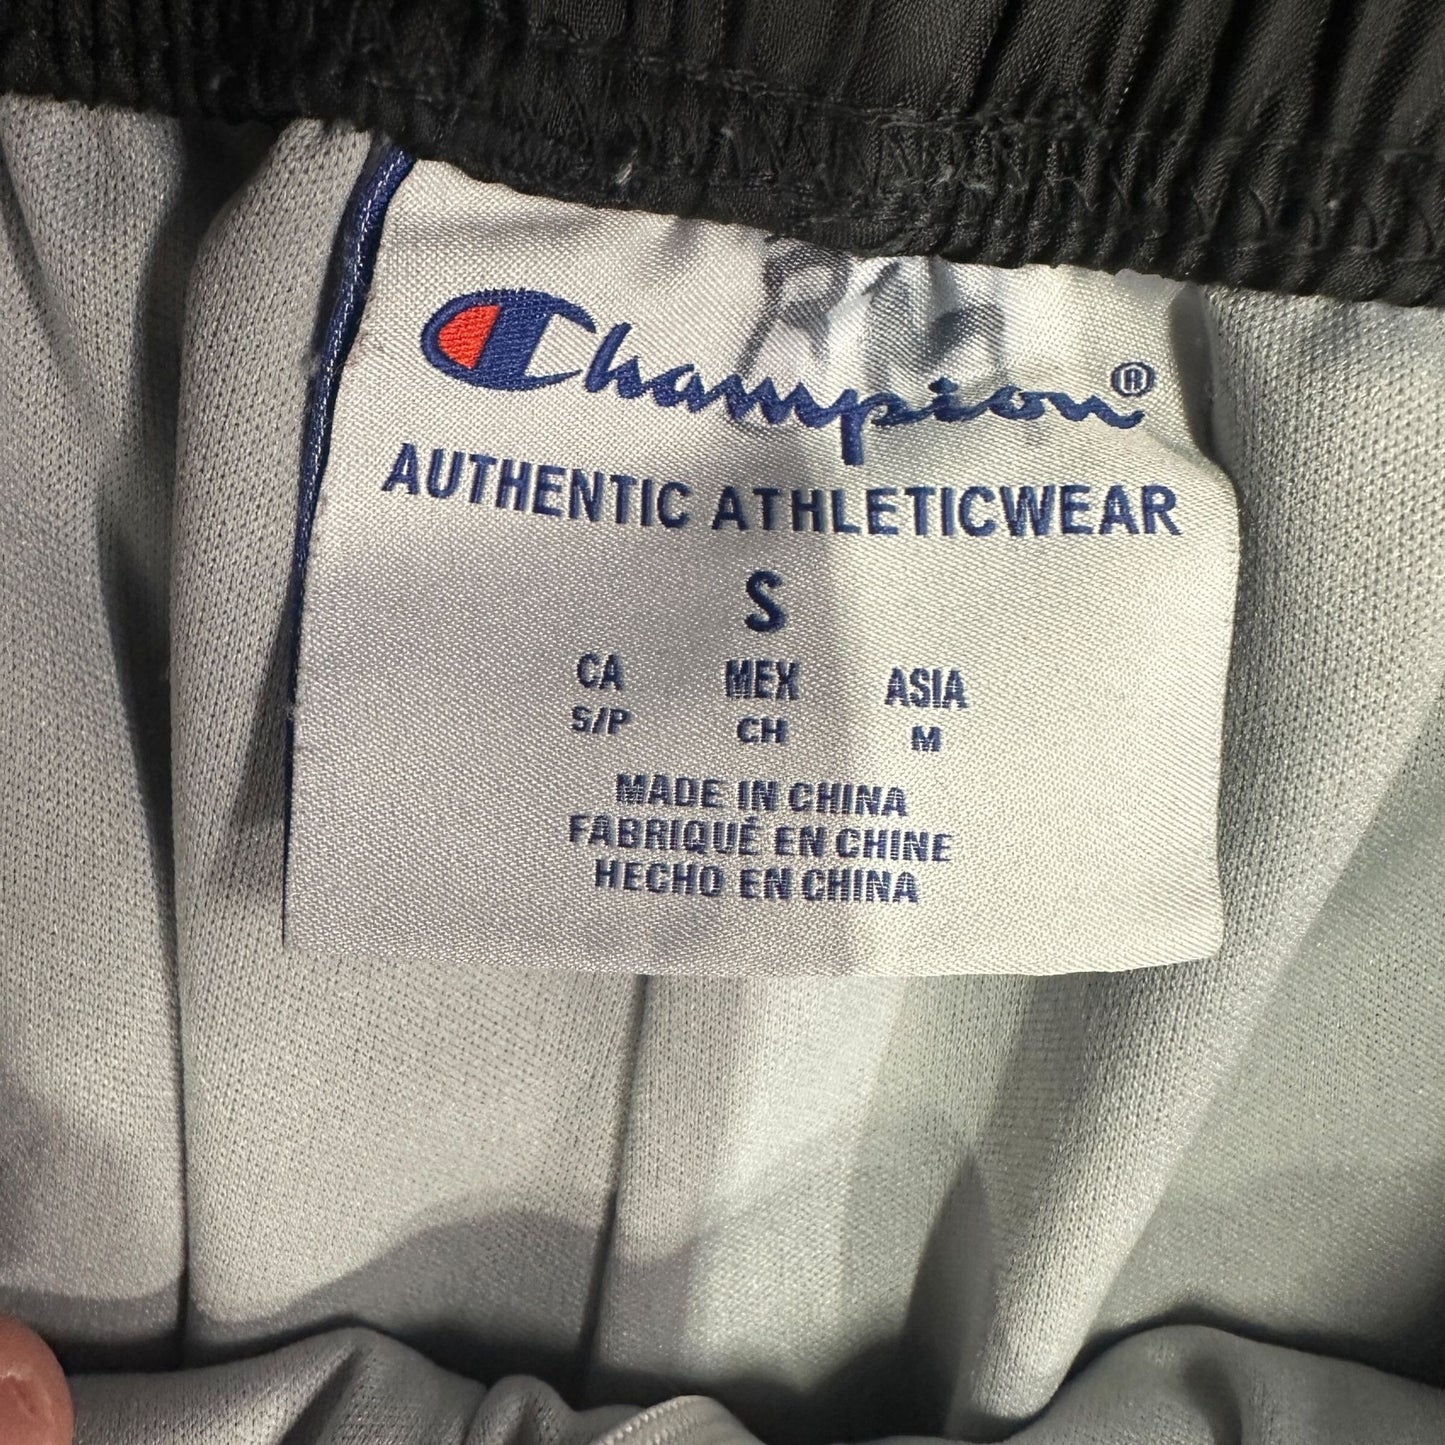 Champion®
AUTHENTIC ATHLETICWEAR
S
CA MEX ASIA
S/P CH M
MADE IN CHINA
FABRIQUÉ EN CHINE
HECHO EN CHINA